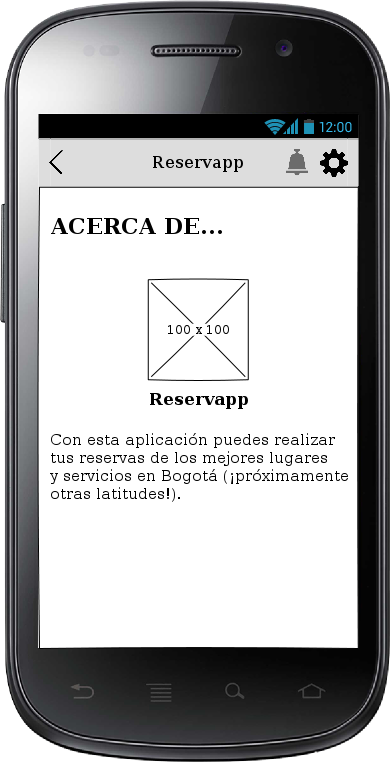 12:00
Reservapp
ACERCA DE...
100 x 100
Reservapp
Con esta aplicación puedes realizar
tus reservas de los mejores lugares
y servicios en Bogotá (¡próximamente
otras latitudes!).